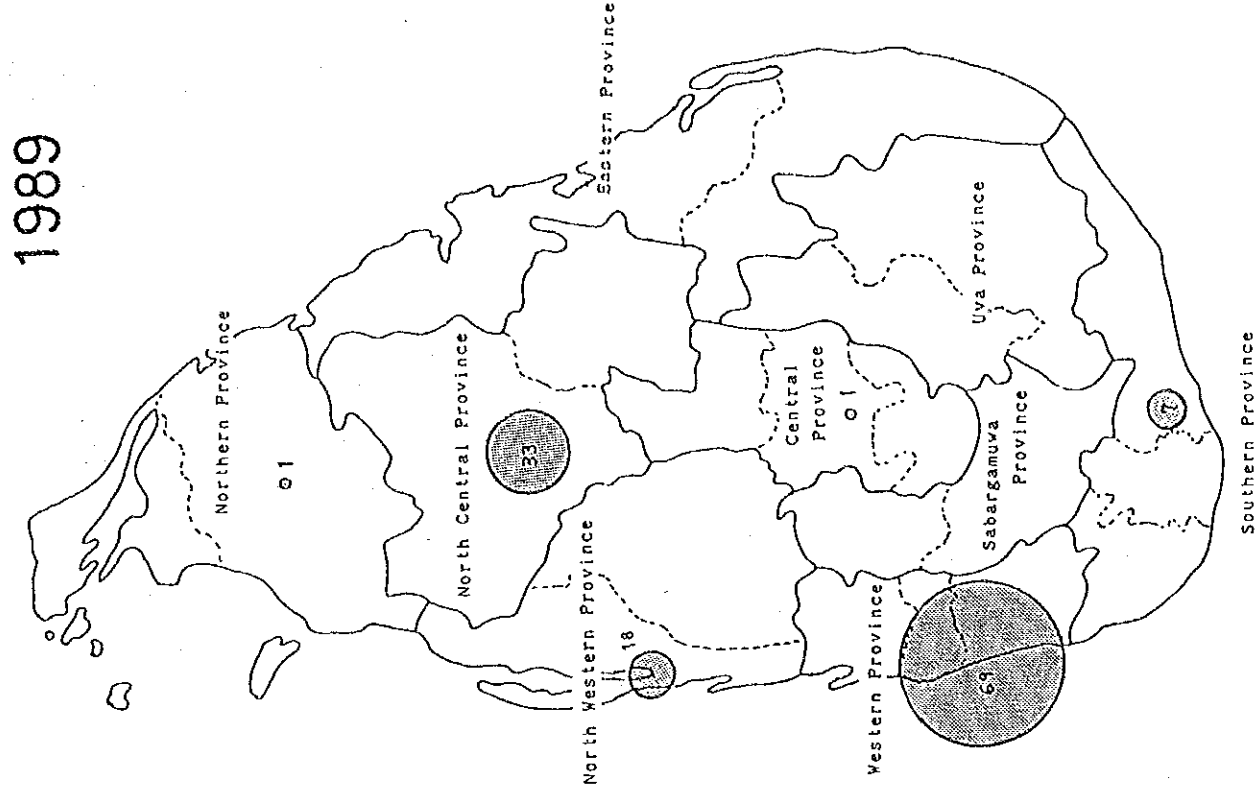 1989
Northern Province
1
North Central Province
33
Eastern Province
North Western Province
18
Central
Province
1
Uva Province
Western Province
69
Sabargamuwa
Province
7
Southern Province